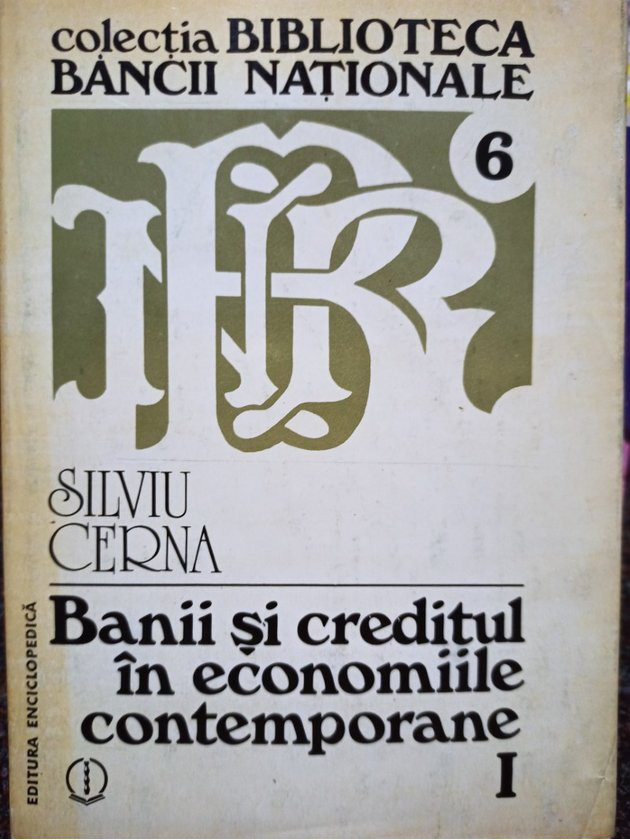 colecția BIBLIOTECA
BĂNCII NAȚIONALE
6
SILVIU
CERNA
Banii și creditul
în economiile
contemporane
I
EDITURA ENCICLOPEDICĂ